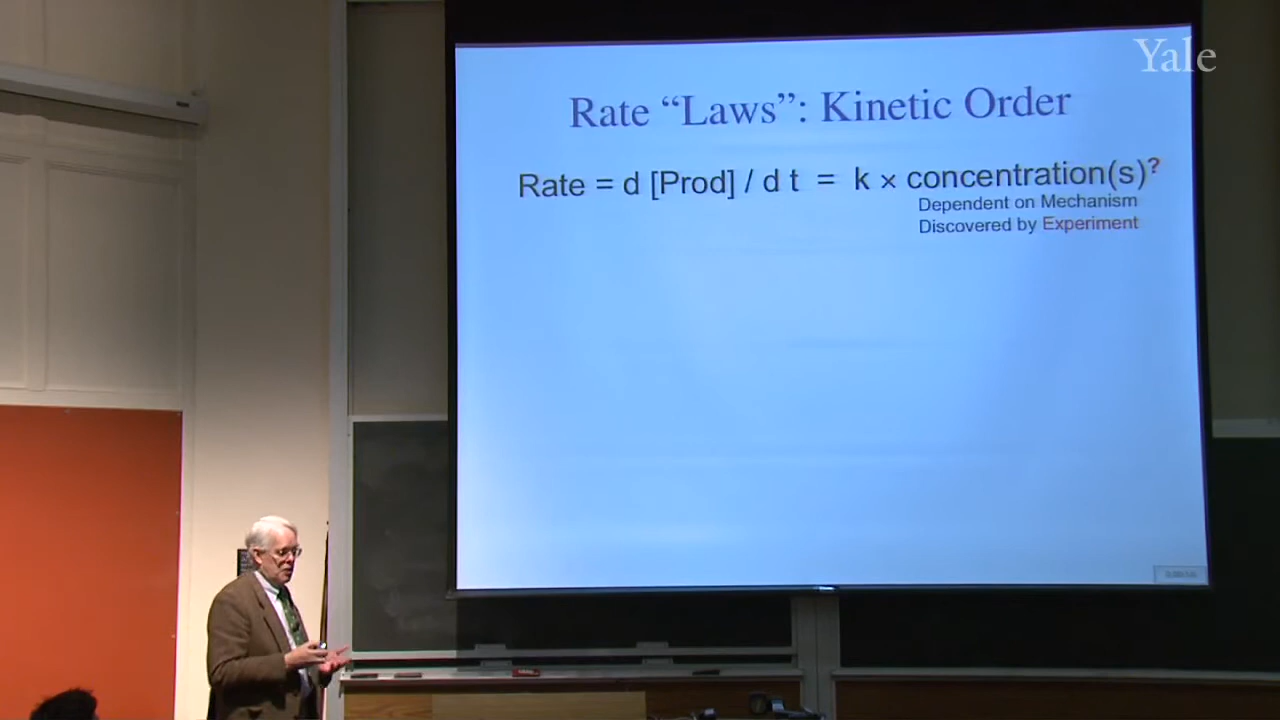 Yale
Rate “Laws”: Kinetic Order
Rate = d [Prod] / d t = k × concentration(s)?
Dependent on Mechanism
Discovered by Experiment